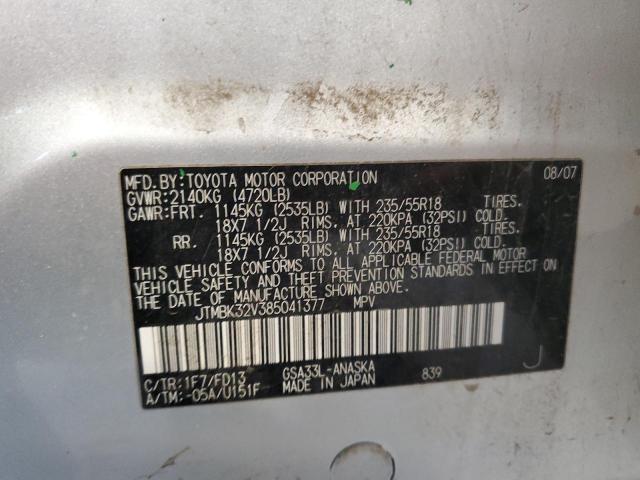 MFD.BY:TOYOTA MOTOR CORPORATION 08/07
GVWR:2140KG (4720LB)
GAWR:FRT. 1145KG (2535LB) WITH 235/55R18 TIRES.
18X7 1/2J RIMS. AT 220KPA (32PSI) COLD.
RR. 1145KG (2535LB) WITH 235/55R18 TIRES.
18X7 1/2J RIMS. AT 220KPA (32PSI) COLD.
THIS VEHICLE CONFORMS TO ALL APPLICABLE FEDERAL MOTOR
VEHICLE SAFETY AND THEFT PREVENTION STANDARDS IN EFFECT ON
THE DATE OF MANUFACTURE SHOWN ABOVE.
JTMBK32V385041377 MPV
C/TR:1F7/FD13 GSA33L-ANASKA 839 J
A/TM:-05A/U151F MADE IN JAPAN